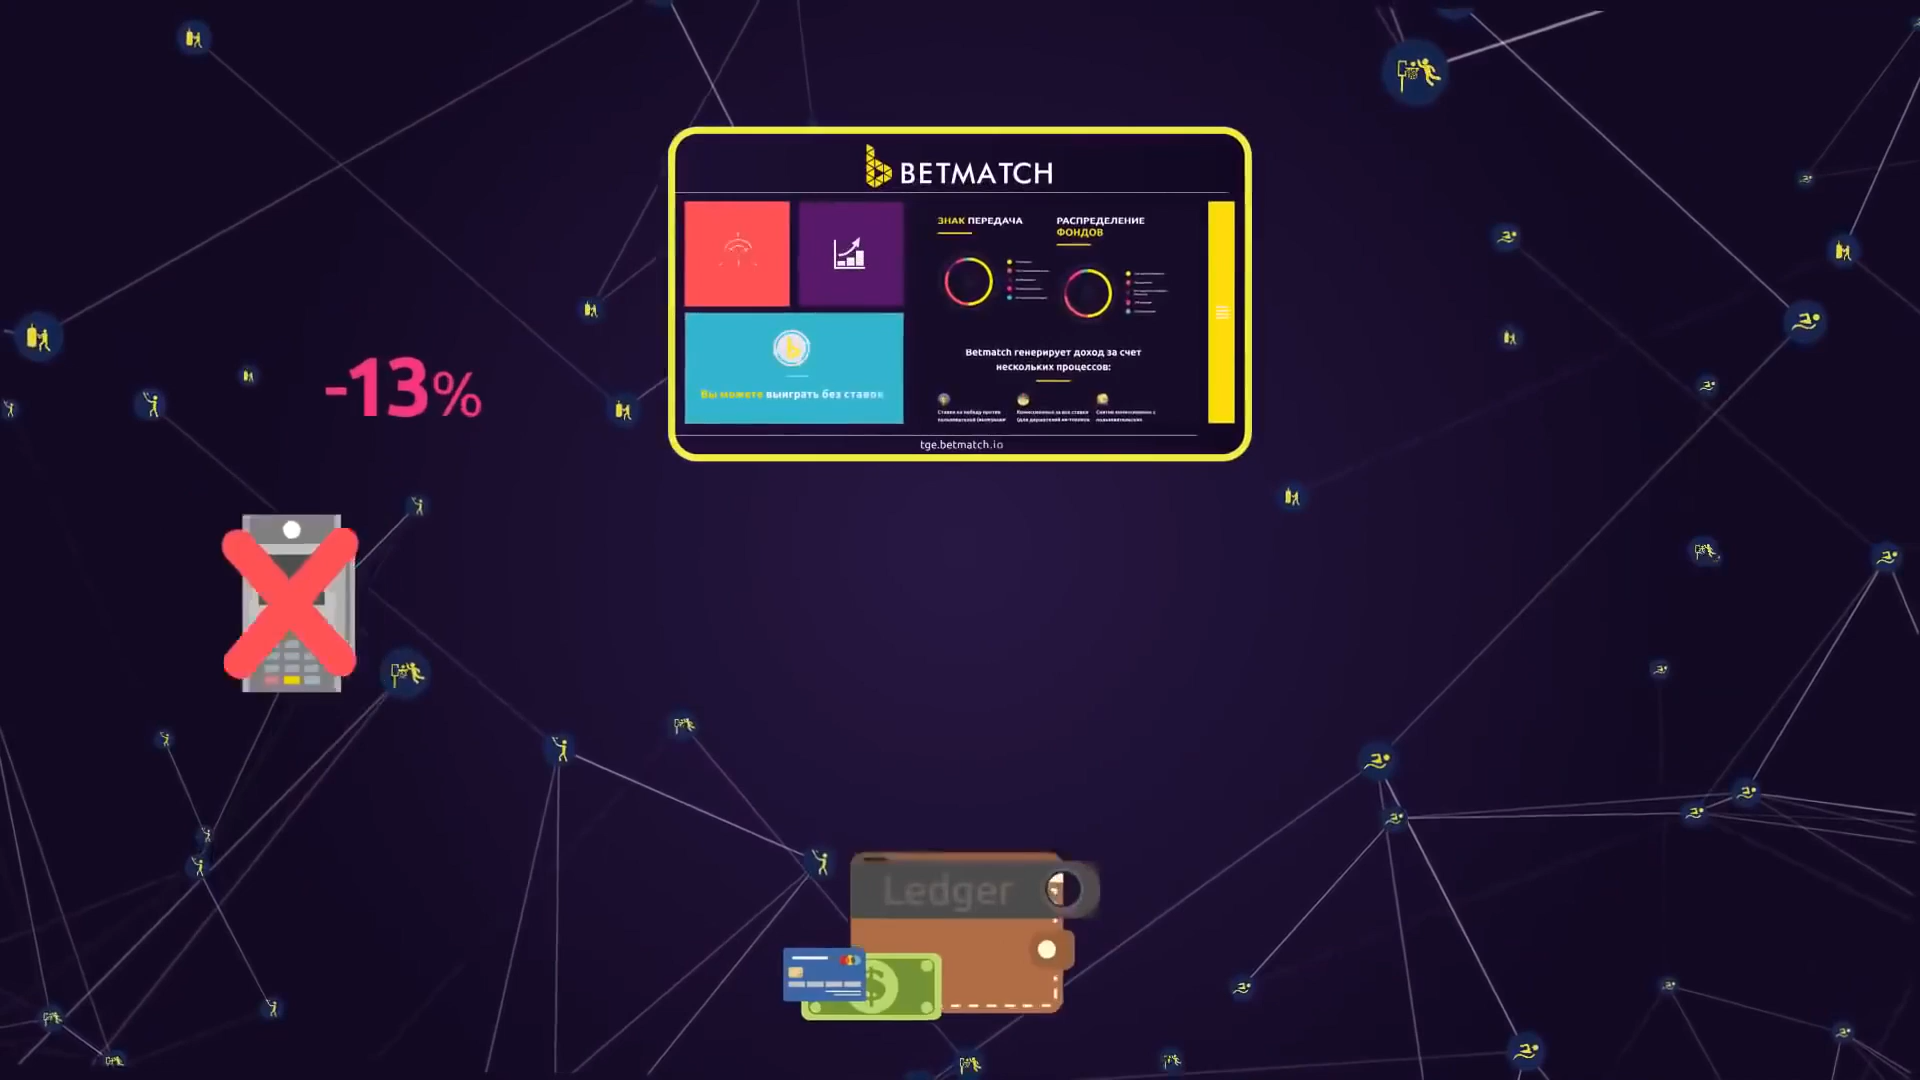 BETMATCH
ЗНАК ПЕРЕДАЧА
РАСПРЕДЕЛЕНИЕ
ФОНДОВ
-13%
Betmatch генерирует доход за счет
нескольких процессов:
Вы можете выиграть без ставок
tge.betmatch.io
Ledger
$